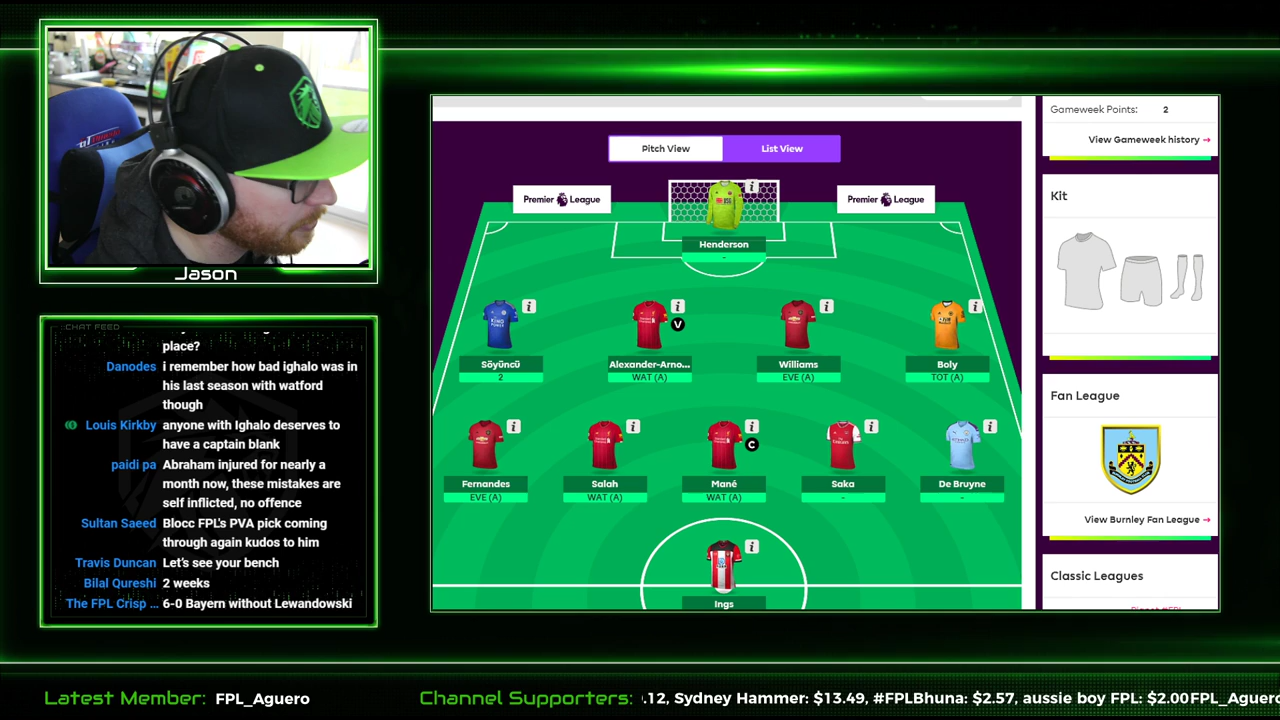 Jason
CHAT FEED
place?
Danodes i remember how bad ighalo was in
his last season with watford
though
Louis Kirkby anyone with Ighalo deserves to
have a captain blank
paidi pa Abraham injured for nearly a
month now, these mistakes are
self inflicted, no offence
Sultan Saeed Blocc FPL's PVA pick coming
through again kudos to him
Travis Duncan Let's see your bench
Bilal Qureshi 2 weeks
The FPL Crisp ... 6-0 Bayern without Lewandowski
Pitch View List View
Premier League Premier League
Henderson
-
KING POWER
V
Söyüncü Alexander-Arno... Williams Boly
2 WAT (A) EVE (A) TOT (A)
C
Fernandes Salah Mané Saka De Bruyne
EVE (A) WAT (A) WAT (A) - -
Ings
Gameweek Points: 2
View Gameweek history →
Kit
Fan League
View Burnley Fan League →
Classic Leagues
Latest Member: FPL_Aguero
Channel Supporters: .12, Sydney Hammer: $13.49, #FPLBhuna: $2.57, aussie boy FPL: $2.00FPL_Aguero